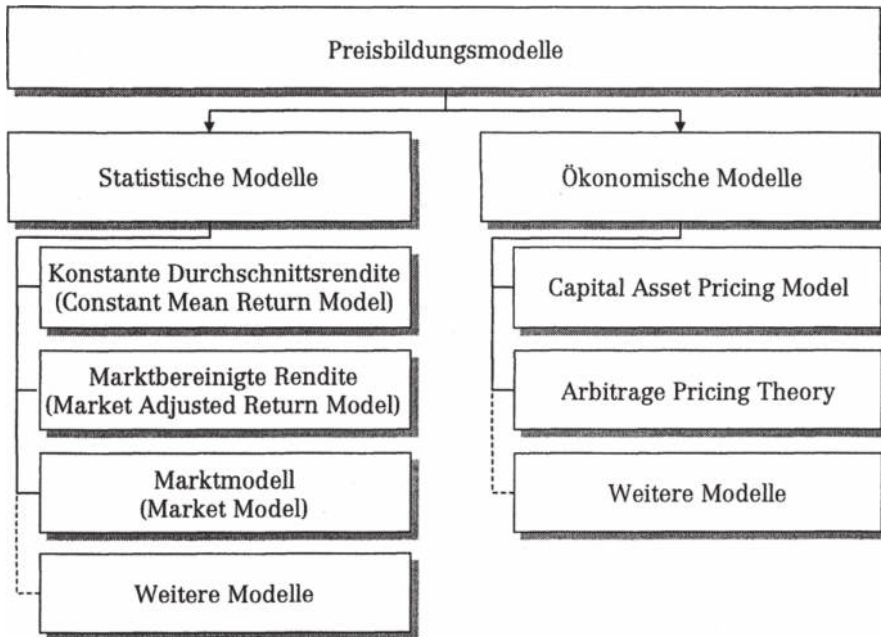 Preisbildungsmodelle
Statistische Modelle
Konstante Durchschnittsrendite
(Constant Mean Return Model)
Marktbereinigte Rendite
(Market Adjusted Return Model)
Marktmodell
(Market Model)
Weitere Modelle
Ökonomische Modelle
Capital Asset Pricing Model
Arbitrage Pricing Theory
Weitere Modelle